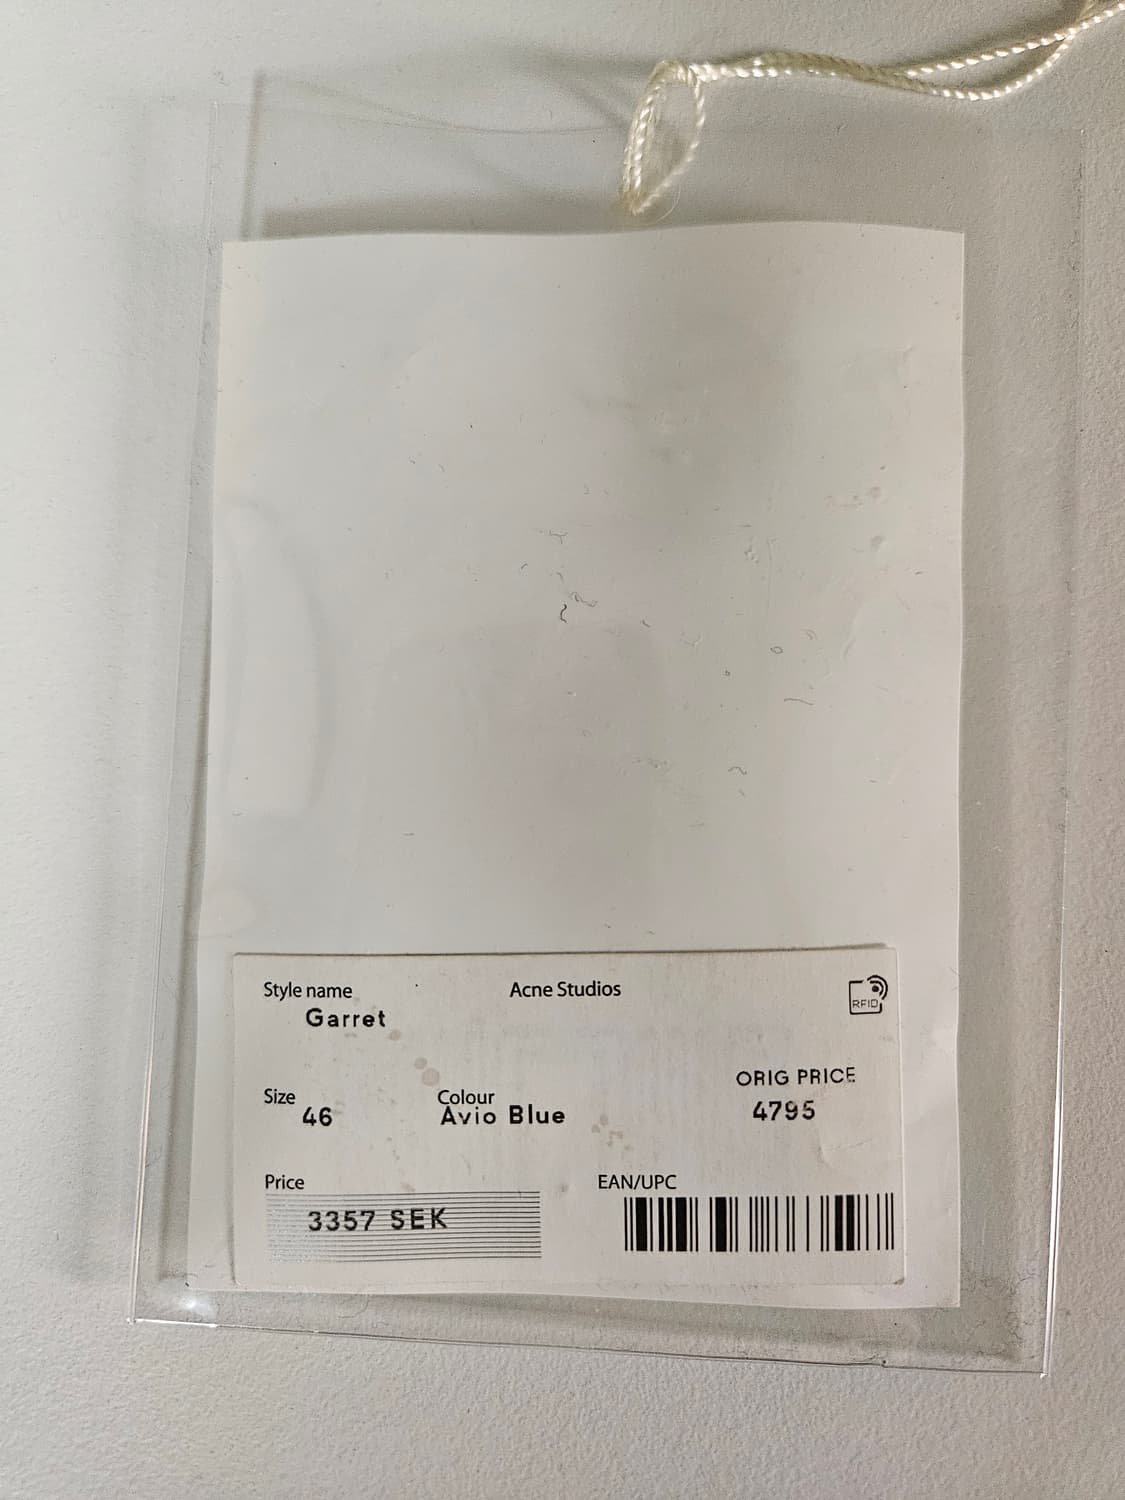 Style name
Garret
Acne Studios
RFID
Size
46
Colour
Avio Blue
ORIG PRICE
4795
Price
3357 SEK
EAN/UPC